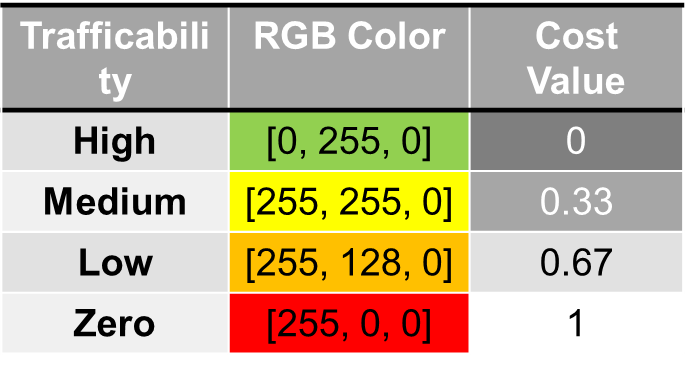 Trafficabili RGB Color Cost
ty Value
High [0, 255, 0] 0
Medium [255, 255, 0] 0.33
Low [255, 128, 0] 0.67
Zero [255, 0, 0] 1